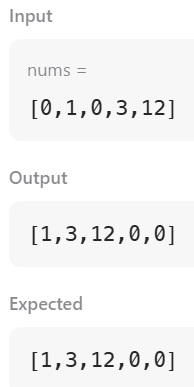 Input
nums =
[0,1,0,3,12]
Output
[1,3,12,0,0]
Expected
[1,3,12,0,0]